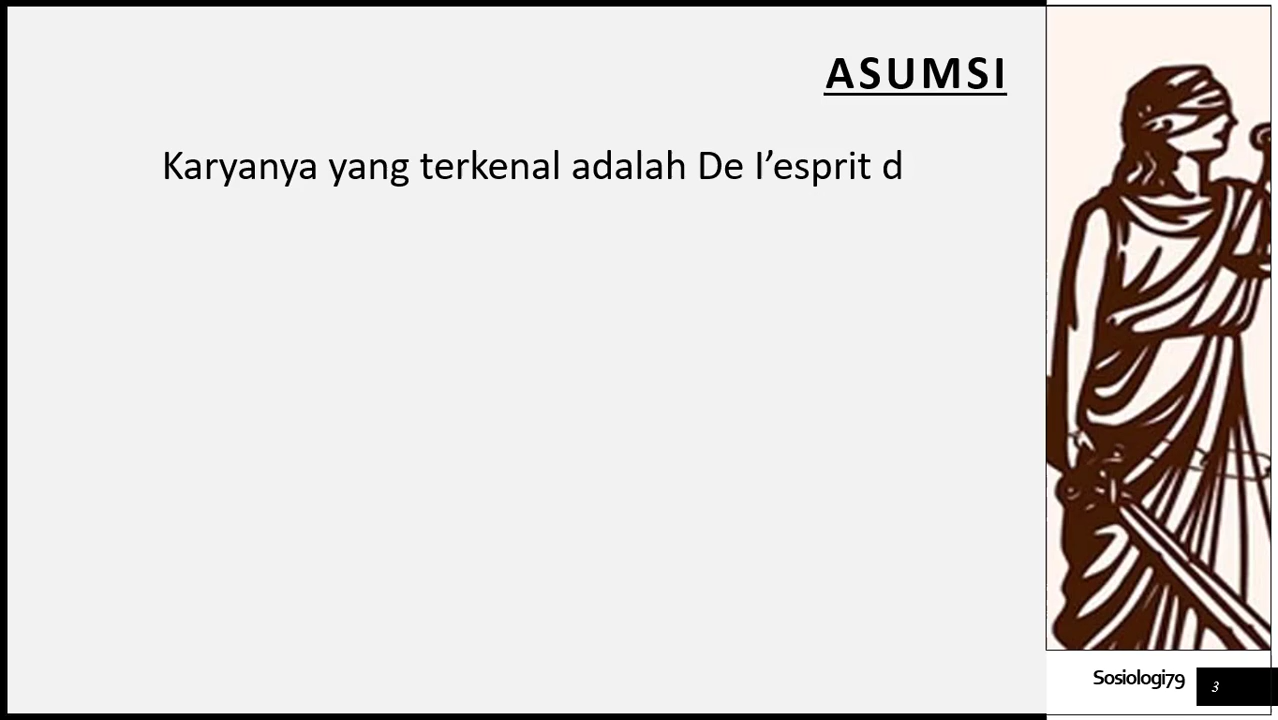 ASUMSI
Karyanya yang terkenal adalah De I’esprit d
Sosiologi79
3